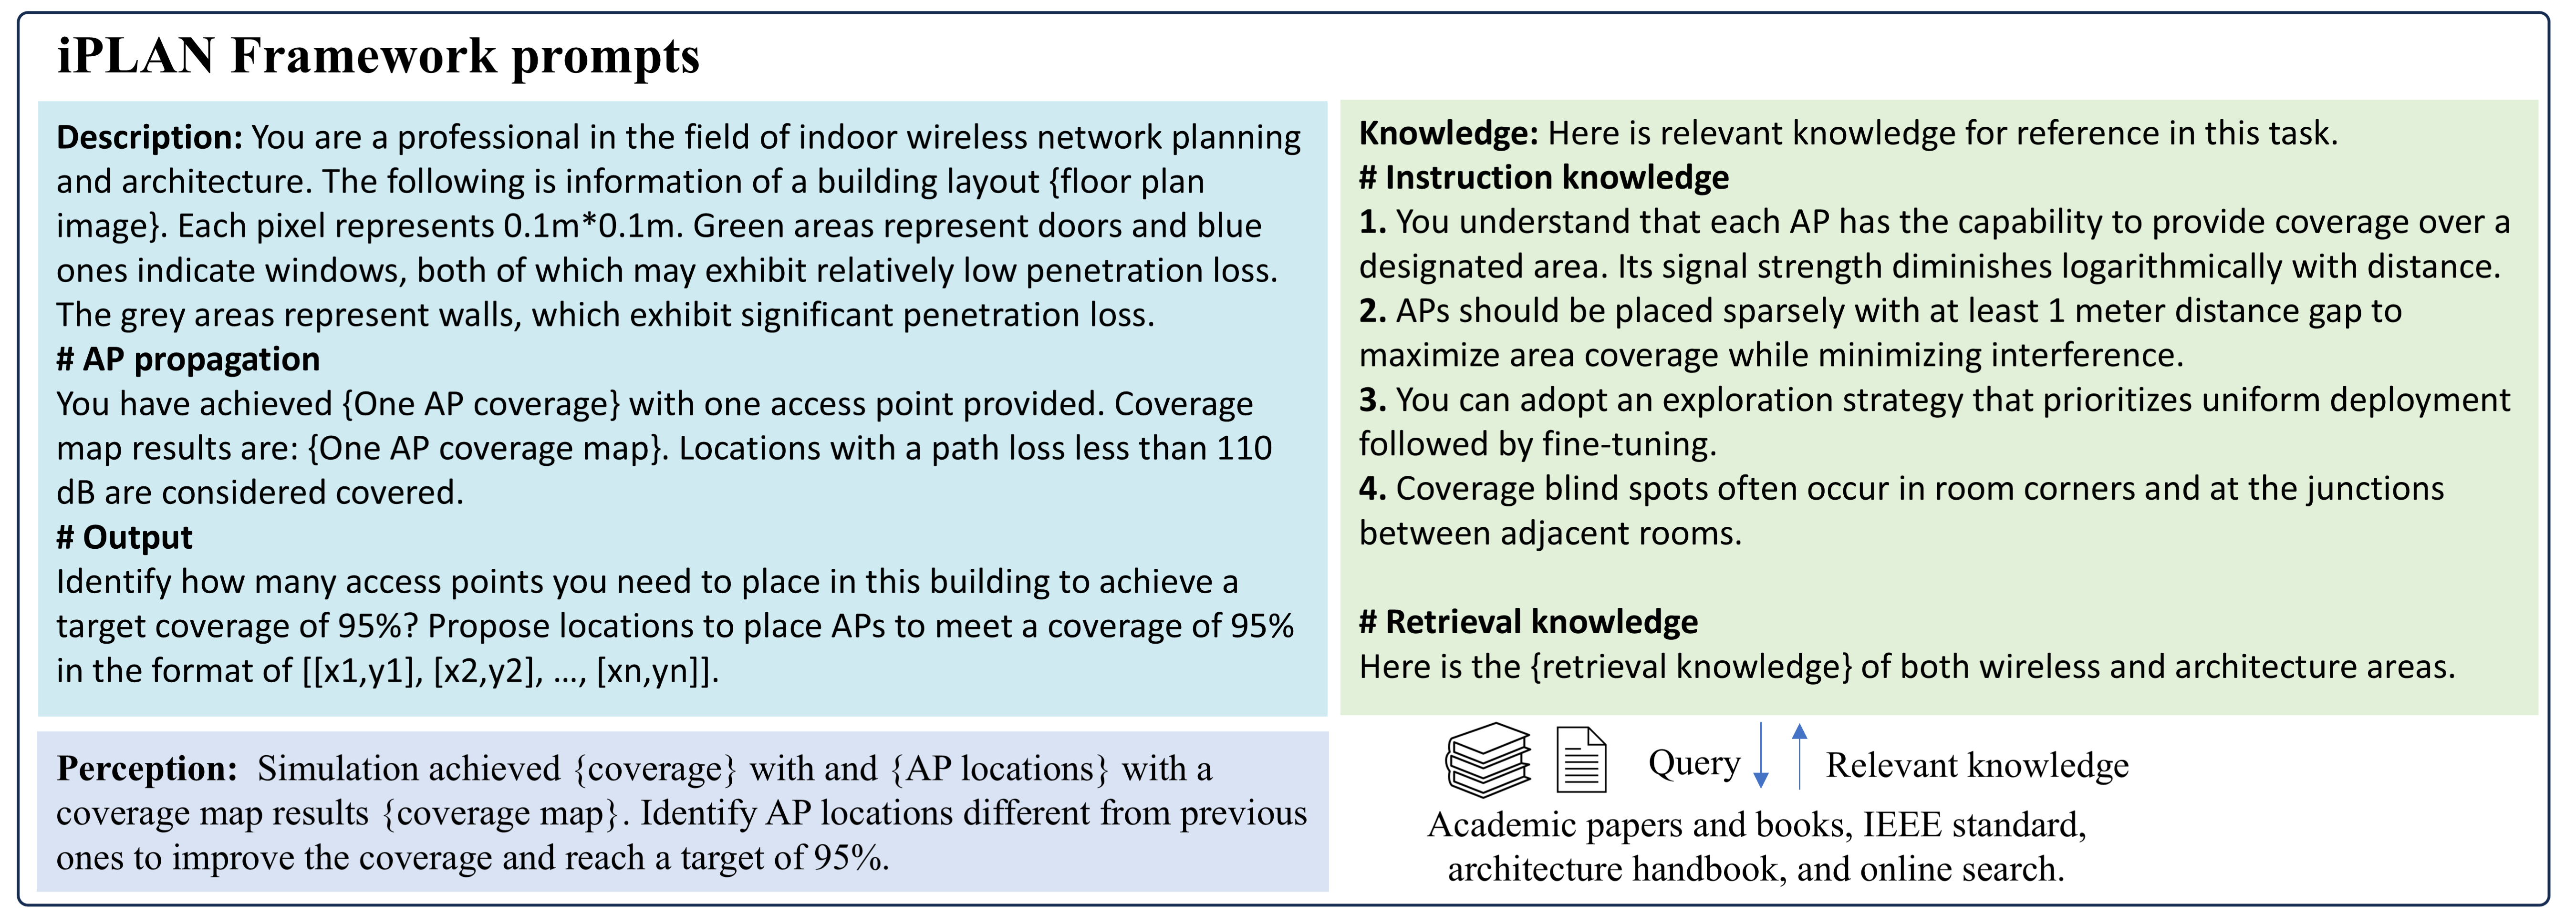 iPLAN Framework prompts
Description: You are a professional in the field of indoor wireless network planning
and architecture. The following is information of a building layout {floor plan
image}. Each pixel represents 0.1m*0.1m. Green areas represent doors and blue
ones indicate windows, both of which may exhibit relatively low penetration loss.
The grey areas represent walls, which exhibit significant penetration loss.
# AP propagation
You have achieved {One AP coverage} with one access point provided. Coverage
map results are: {One AP coverage map}. Locations with a path loss less than 110
dB are considered covered.
# Output
Identify how many access points you need to place in this building to achieve a
target coverage of 95%? Propose locations to place APs to meet a coverage of 95%
in the format of [[x1,y1], [x2,y2], …, [xn,yn]].
Perception: Simulation achieved {coverage} with and {AP locations} with a
coverage map results {coverage map}. Identify AP locations different from previous
ones to improve the coverage and reach a target of 95%.
Knowledge: Here is relevant knowledge for reference in this task.
# Instruction knowledge
1. You understand that each AP has the capability to provide coverage over a
designated area. Its signal strength diminishes logarithmically with distance.
2. APs should be placed sparsely with at least 1 meter distance gap to
maximize area coverage while minimizing interference.
3. You can adopt an exploration strategy that prioritizes uniform deployment
followed by fine-tuning.
4. Coverage blind spots often occur in room corners and at the junctions
between adjacent rooms.
# Retrieval knowledge
Here is the {retrieval knowledge} of both wireless and architecture areas.
Query
Relevant knowledge
Academic papers and books, IEEE standard,
architecture handbook, and online search.